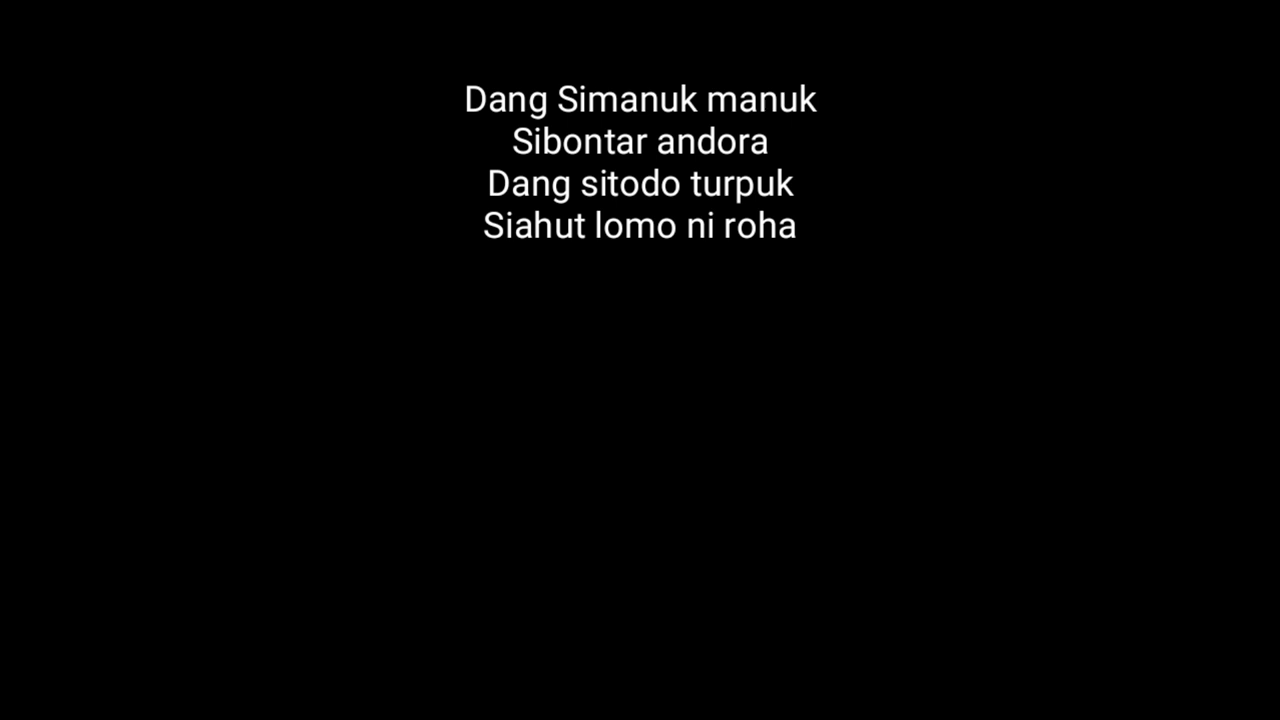 Dang Simanuk manuk
Sibontar andora
Dang sitodo turpuk
Siahut lomo ni roha